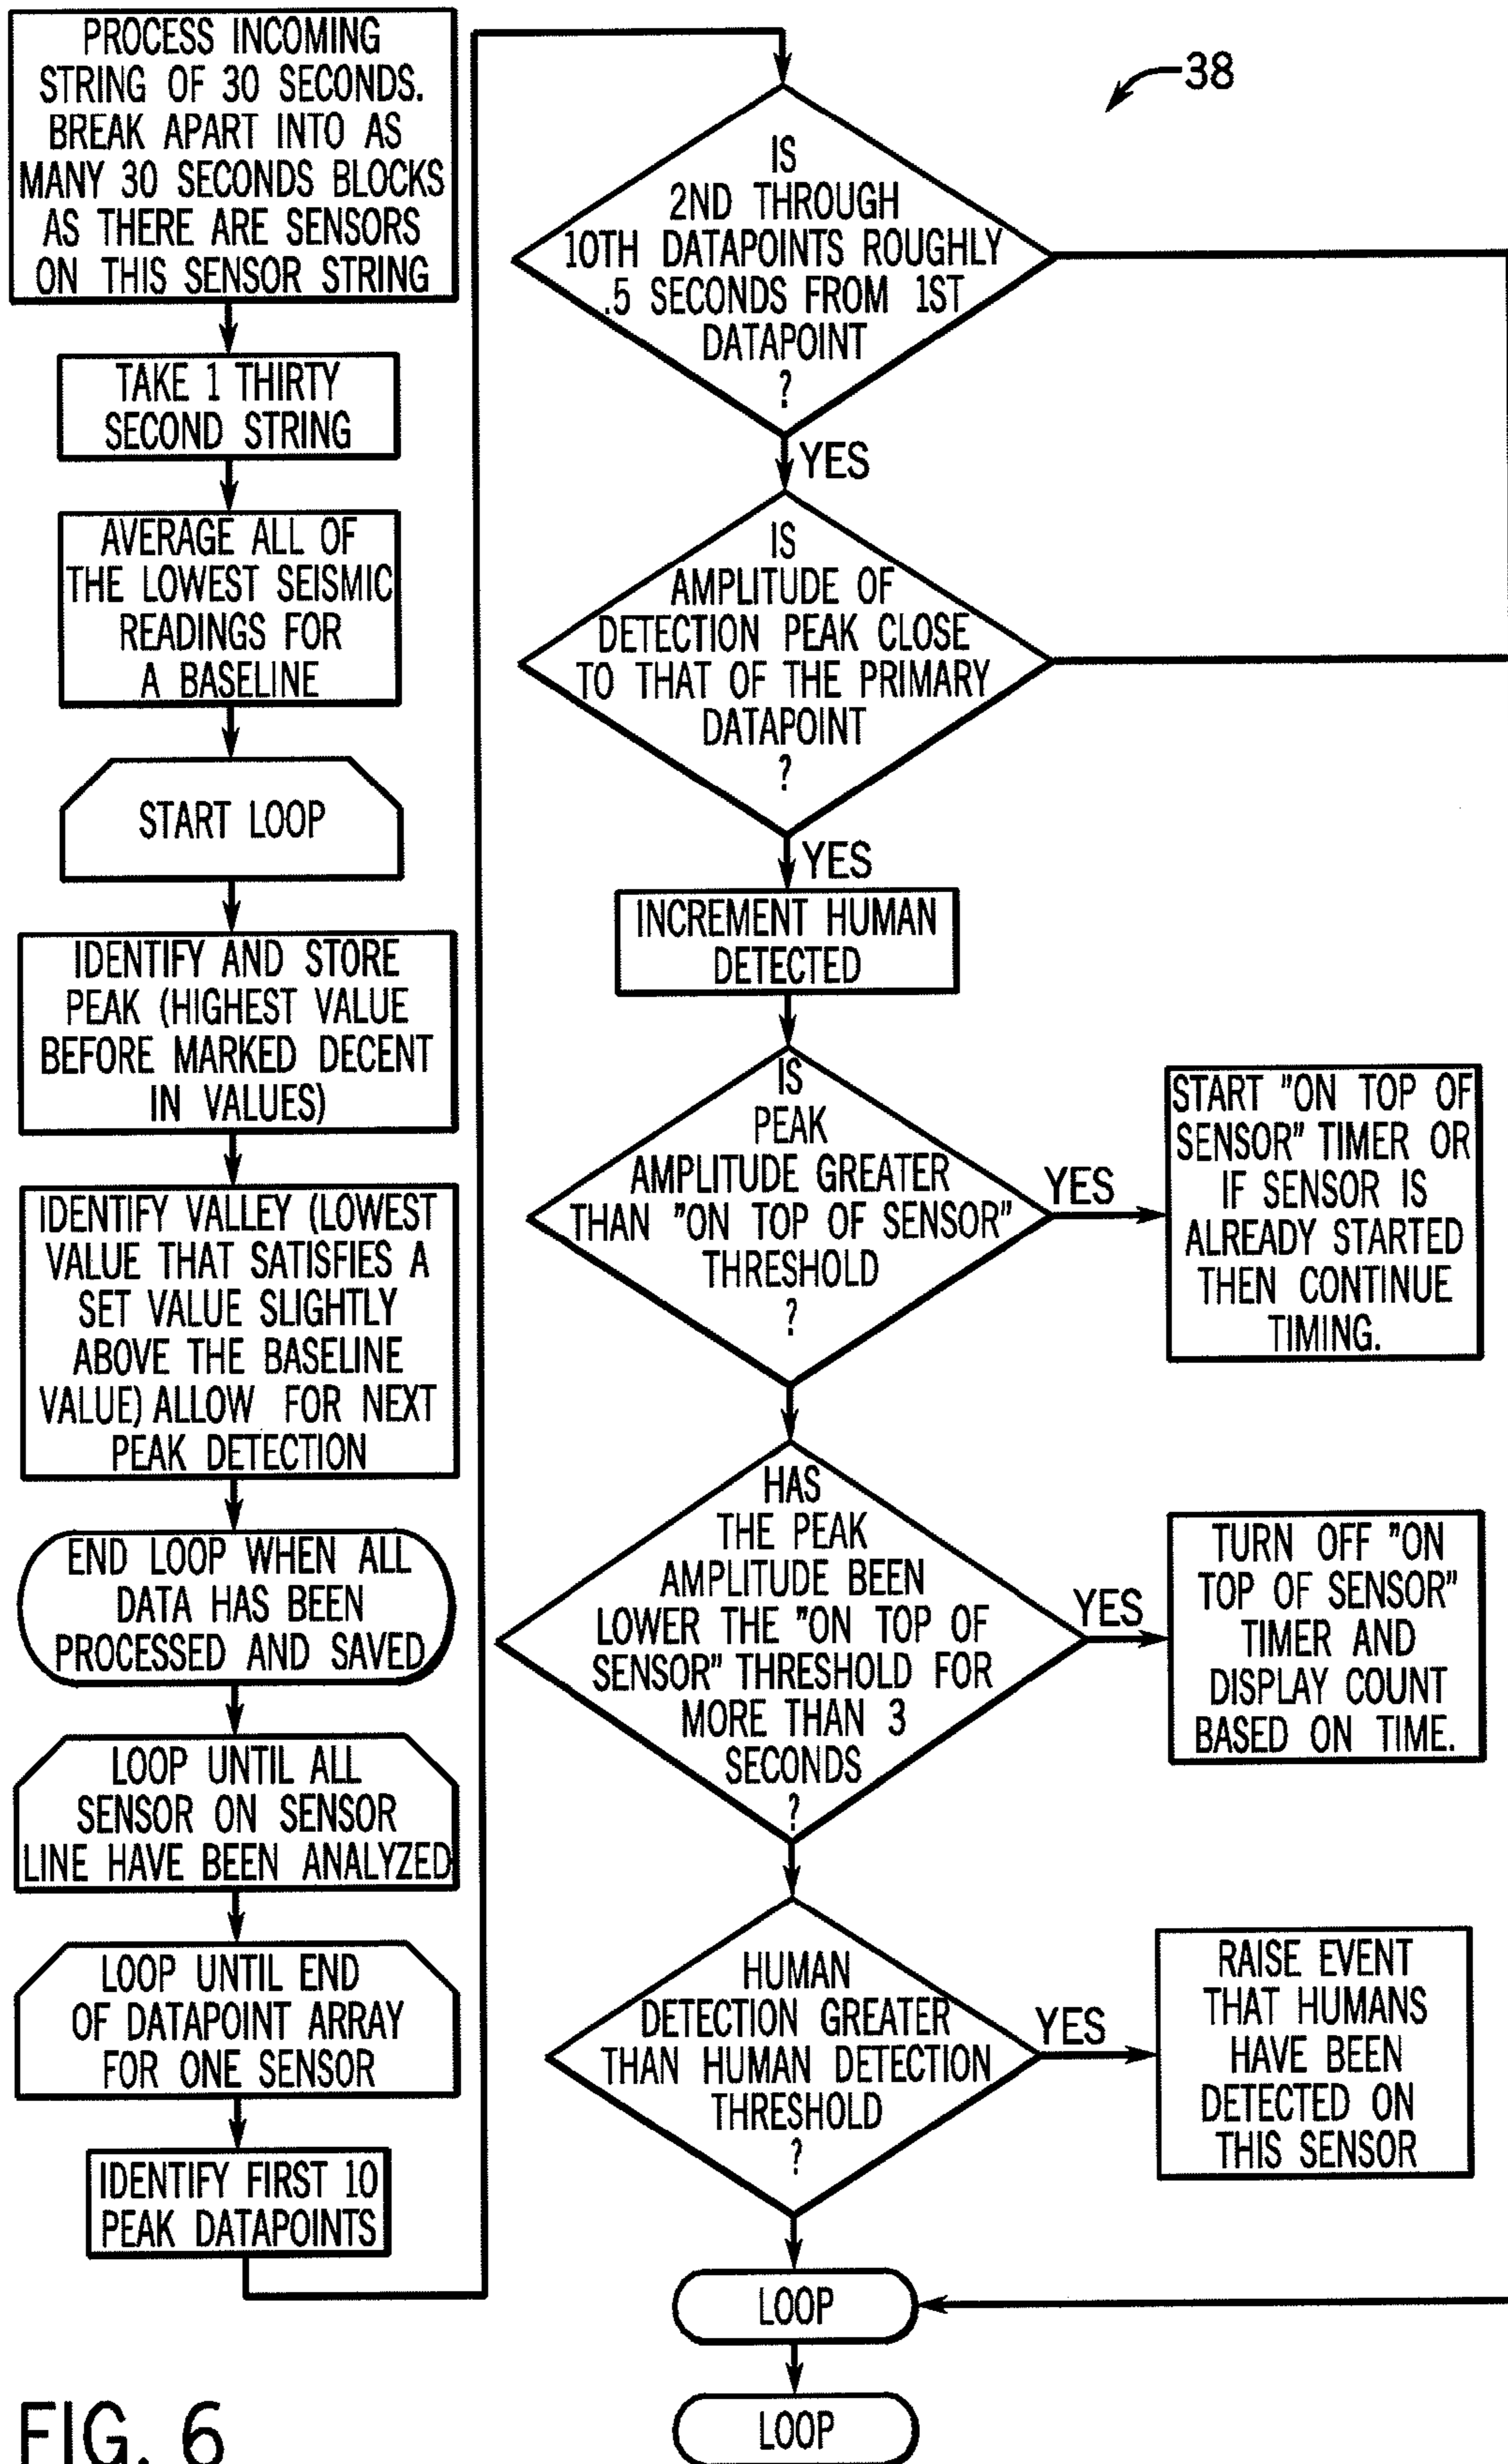 PROCESS INCOMING
STRING OF 30 SECONDS.
BREAK APART INTO AS
MANY 30 SECONDS BLOCKS
AS THERE ARE SENSORS
ON THIS SENSOR STRING
TAKE 1 THIRTY
SECOND STRING
AVERAGE ALL OF
THE LOWEST SEISMIC
READINGS FOR
A BASELINE
START LOOP
IDENTIFY AND STORE
PEAK (HIGHEST VALUE
BEFORE MARKED DECENT
IN VALUES)
IDENTIFY VALLEY (LOWEST
VALUE THAT SATISFIES A
SET VALUE SLIGHTLY
ABOVE THE BASELINE
VALUE) ALLOW FOR NEXT
PEAK DETECTION
END LOOP WHEN ALL
DATA HAS BEEN
PROCESSED AND SAVED
LOOP UNTIL ALL
SENSOR ON SENSOR
LINE HAVE BEEN ANALYZED
LOOP UNTIL END
OF DATAPOINT ARRAY
FOR ONE SENSOR
IDENTIFY FIRST 10
PEAK DATAPOINTS
38
IS
2ND THROUGH
10TH DATAPOINTS ROUGHLY
.5 SECONDS FROM 1ST
DATAPOINT
?
YES
IS
AMPLITUDE OF
DETECTION PEAK CLOSE
TO THAT OF THE PRIMARY
DATAPOINT
?
YES
INCREMENT HUMAN
DETECTED
IS
PEAK
AMPLITUDE GREATER
THAN "ON TOP OF SENSOR"
THRESHOLD
?
YES
START "ON TOP OF
SENSOR" TIMER OR
IF SENSOR IS
ALREADY STARTED
THEN CONTINUE
TIMING.
HAS
THE PEAK
AMPLITUDE BEEN
LOWER THE "ON TOP OF
SENSOR" THRESHOLD FOR
MORE THAN 3
SECONDS
?
YES
TURN OFF "ON
TOP OF SENSOR"
TIMER AND
DISPLAY COUNT
BASED ON TIME.
HUMAN
DETECTION GREATER
THAN HUMAN DETECTION
THRESHOLD
?
YES
RAISE EVENT
THAT HUMANS
HAVE BEEN
DETECTED ON
THIS SENSOR
LOOP
LOOP
FIG. 6